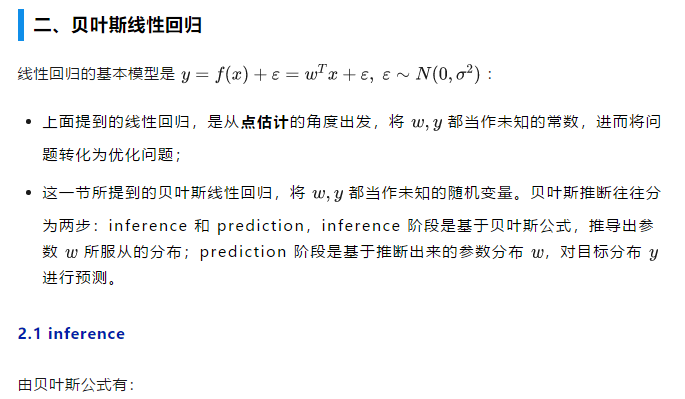 二、贝叶斯线性回归
线性回归的基本模型是 y = f(x) + ε = wᵀx + ε, ε ∼ N(0, σ²)：
• 上面提到的线性回归，是从点估计的角度出发，将 w, y 都当作未知的常数，进而将问
题转化为优化问题；
• 这一节所提到的贝叶斯线性回归，将 w, y 都当作未知的随机变量。贝叶斯推断往往分
为两步：inference 和 prediction，inference 阶段是基于贝叶斯公式，推导出参
数 w 所服从的分布；prediction 阶段是基于推断出来的参数分布 w，对目标分布 y
进行预测。
2.1 inference
由贝叶斯公式有：